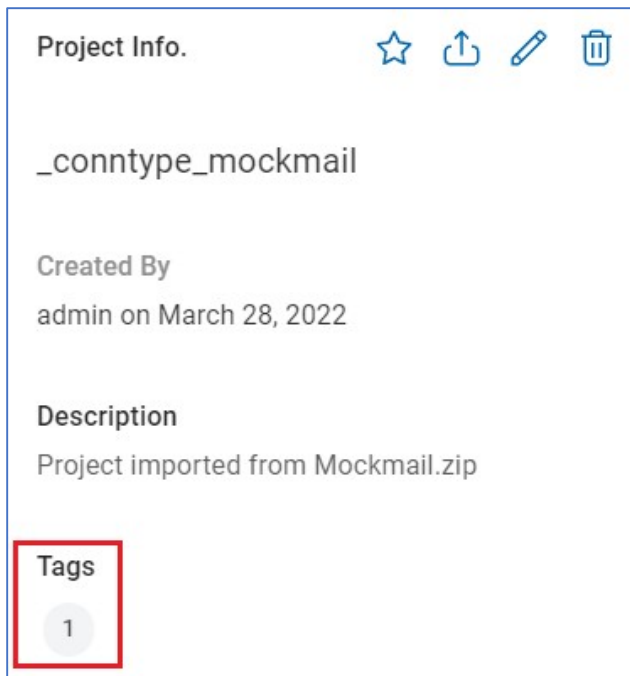 Project Info.
_conntype_mockmail
Created By
admin on March 28, 2022
Description
Project imported from Mockmail.zip
Tags
1